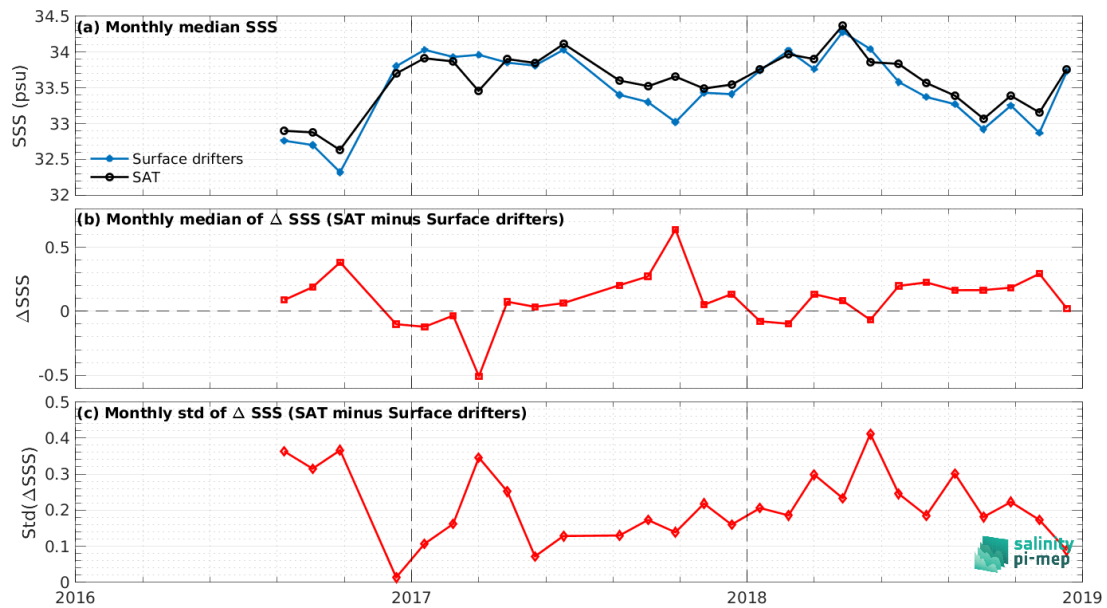 (a) Monthly median SSS
34.5
34
33.5
33
32.5
32
SSS (psu)
Surface drifters
SAT
(b) Monthly median of Δ SSS (SAT minus Surface drifters)
0.5
0
-0.5
ΔSSS
(c) Monthly std of Δ SSS (SAT minus Surface drifters)
0.5
0.4
0.3
0.2
0.1
0
Std(ΔSSS)
salinity
pi-mep
2016 2017 2018 2019